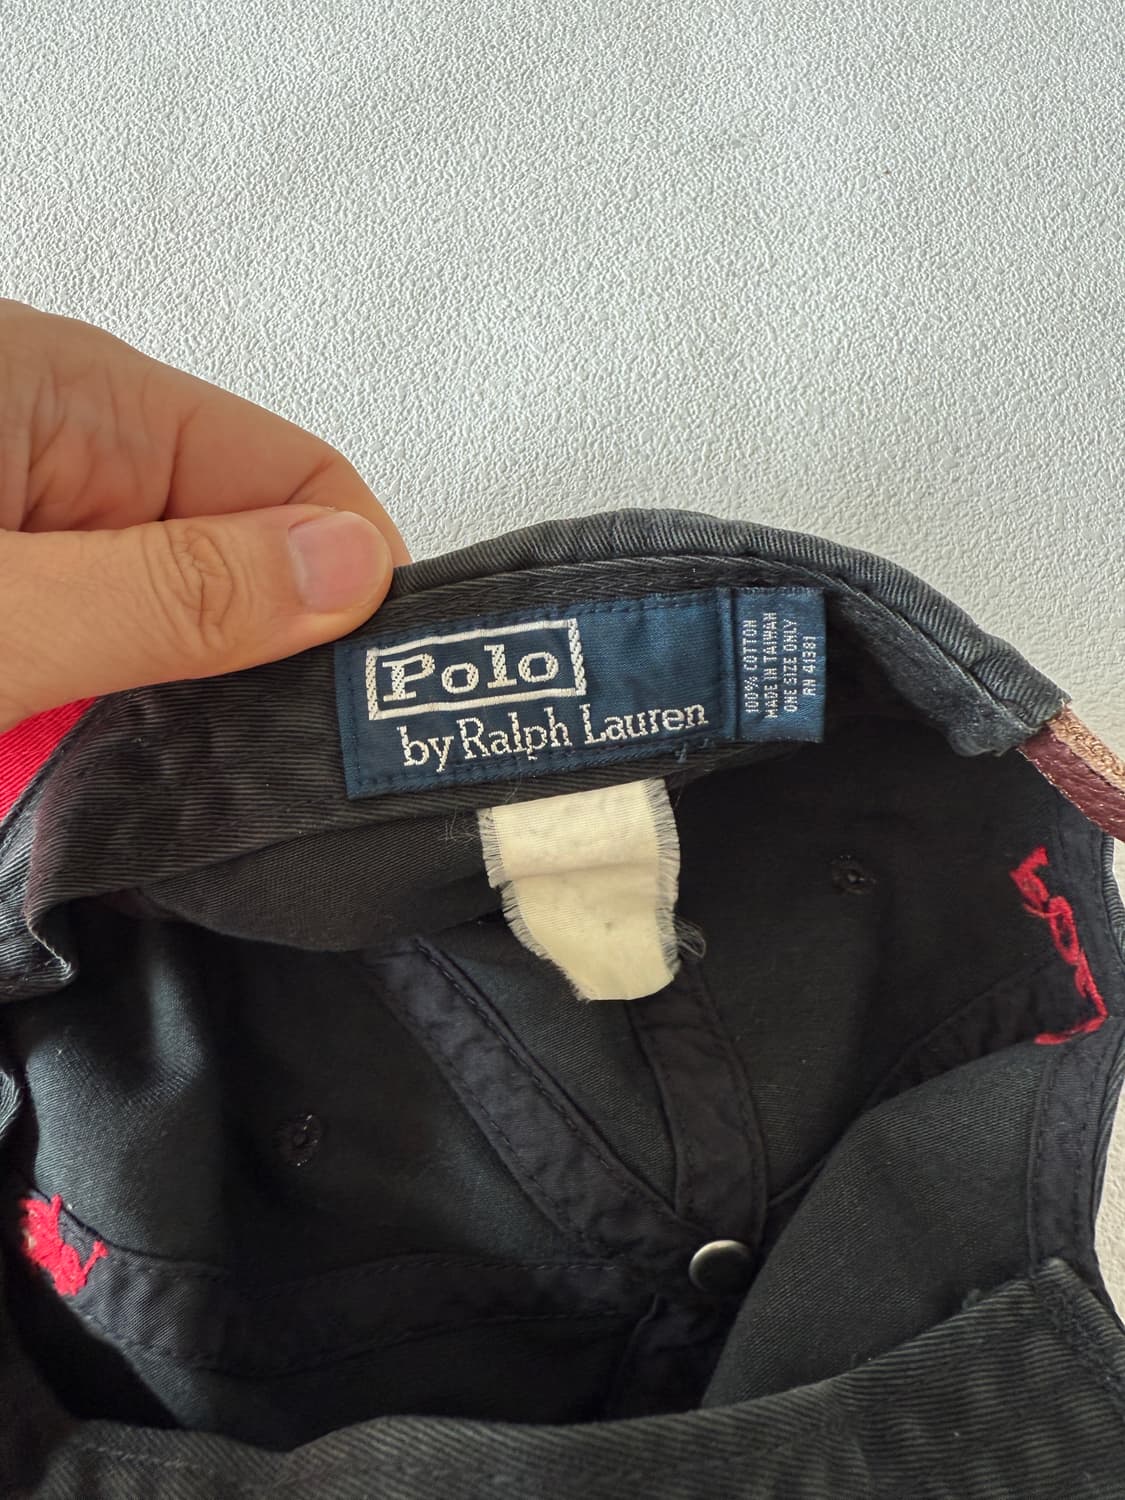 Polo
by Ralph Lauren
100% COTTON
MADE IN TAIWAN
ONE SIZE ONLY
RN 41381